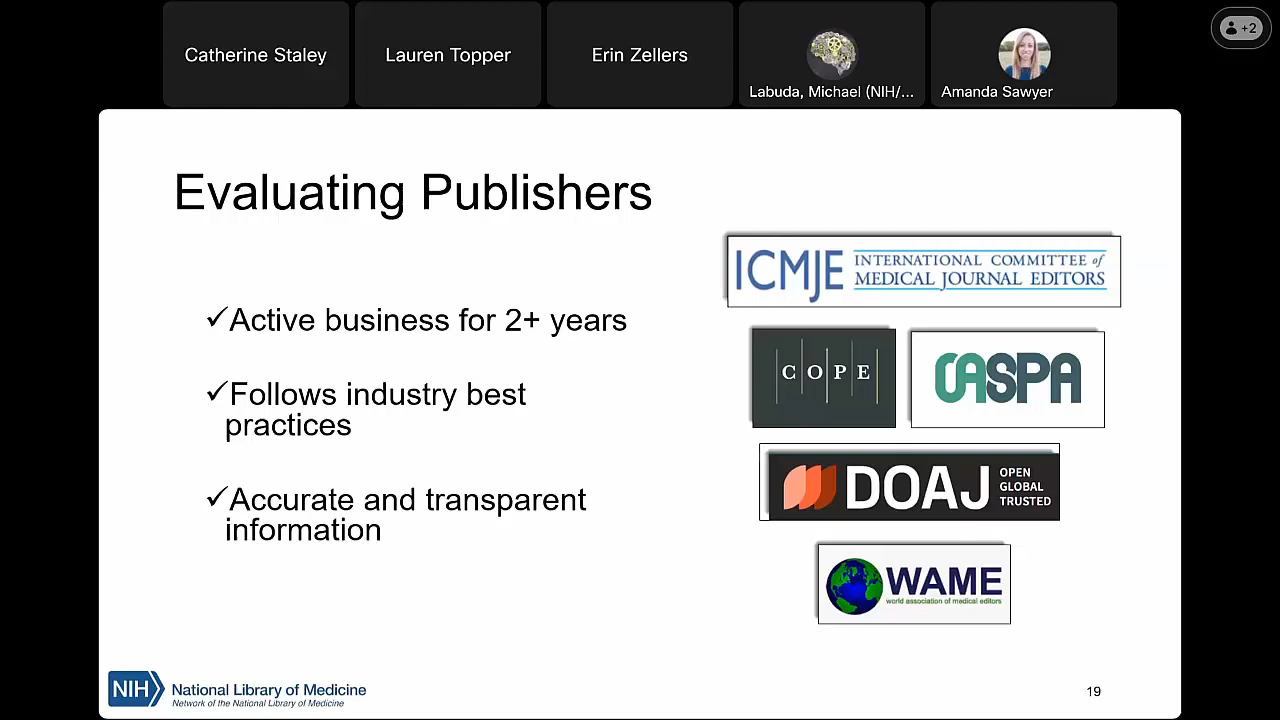 Catherine Staley
Lauren Topper
Erin Zellers
Labuda, Michael (NIH/...
Amanda Sawyer
+2
Evaluating Publishers
✓Active business for 2+ years
✓Follows industry best
practices
✓Accurate and transparent
information
ICMJE
INTERNATIONAL COMMITTEE of
MEDICAL JOURNAL EDITORS
COPE
OASPA
DOAJ
OPEN
GLOBAL
TRUSTED
WAME
world association of medical editors
NIH
National Library of Medicine
Network of the National Library of Medicine
19